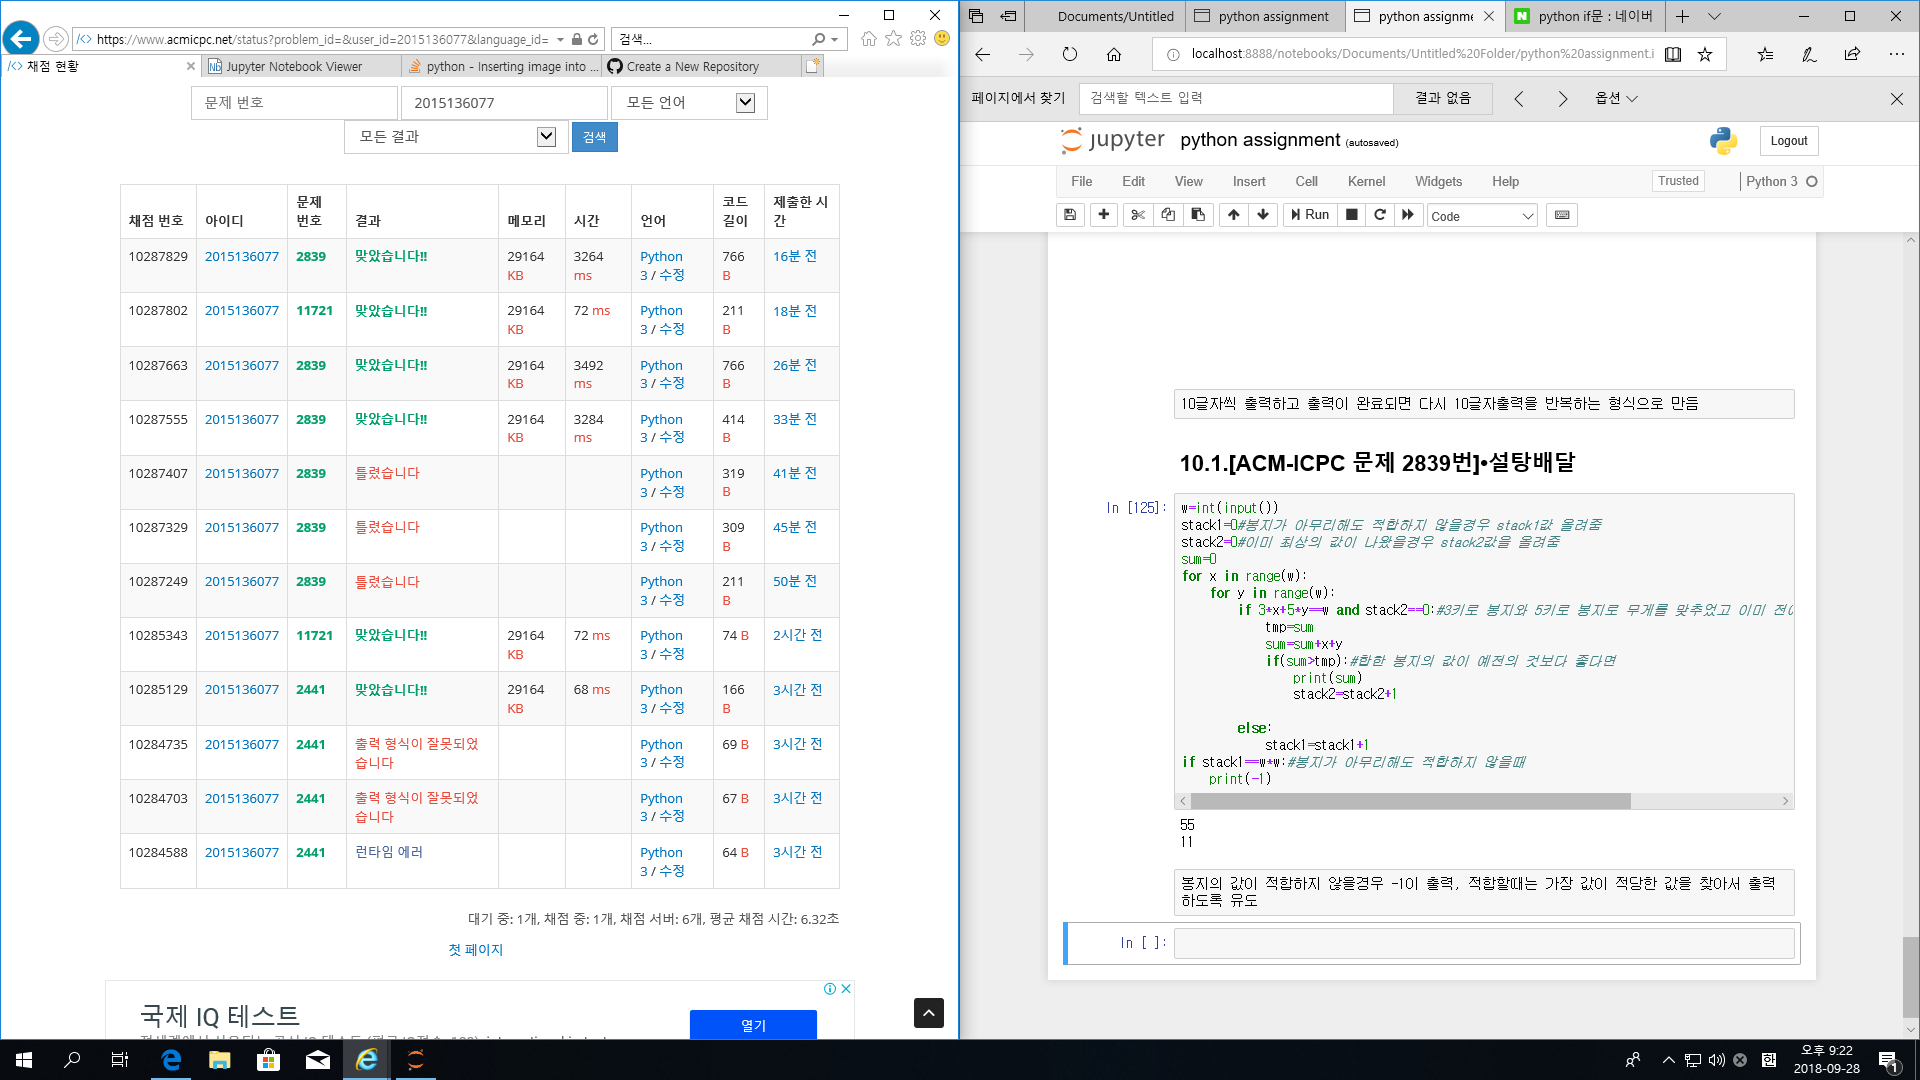 https://www.acmicpc.net/status?problem_id=&user_id=2015136077&language_id=
검색...
채점 현황
Jupyter Notebook Viewer
python - Inserting image into ...
Create a New Repository
문제 번호
2015136077
모든 언어
모든 결과
검색
채점 번호 아이디 문제 번호 결과 메모리 시간 언어 코드 길이 제출한 시간
10287829 2015136077 2839 맞았습니다!! 29164 KB 3264 ms Python 3 / 수정 766 B 16분 전
10287802 2015136077 11721 맞았습니다!! 29164 KB 72 ms Python 3 / 수정 211 B 18분 전
10287663 2015136077 2839 맞았습니다!! 29164 KB 3492 ms Python 3 / 수정 766 B 26분 전
10287555 2015136077 2839 맞았습니다!! 29164 KB 3284 ms Python 3 / 수정 414 B 33분 전
10287407 2015136077 2839 틀렸습니다 Python 3 / 수정 319 B 41분 전
10287329 2015136077 2839 틀렸습니다 Python 3 / 수정 309 B 45분 전
10287249 2015136077 2839 틀렸습니다 Python 3 / 수정 211 B 50분 전
10285343 2015136077 11721 맞았습니다!! 29164 KB 72 ms Python 3 / 수정 74 B 2시간 전
10285129 2015136077 2441 맞았습니다!! 29164 KB 68 ms Python 3 / 수정 166 B 3시간 전
10284735 2015136077 2441 출력 형식이 잘못되었습니다 Python 3 / 수정 69 B 3시간 전
10284703 2015136077 2441 출력 형식이 잘못되었습니다 Python 3 / 수정 67 B 3시간 전
10284588 2015136077 2441 런타임 에러 Python 3 / 수정 64 B 3시간 전
대기 중: 1개, 채점 중: 1개, 채점 서버: 6개, 평균 채점 시간: 6.32초
첫 페이지
국제 IQ 테스트
열기
Documents/Untitled
python assignment
python assignme
python if문 : 네이버
localhost:8888/notebooks/Documents/Untitled%20Folder/python%20assignment.i
페이지에서 찾기
검색할 텍스트 입력
결과 없음
옵션
jupyter python assignment (autosaved)
Logout
File Edit View Insert Cell Kernel Widgets Help
Trusted
Python 3
Run
Code
10글자씩 출력하고 출력이 완료되면 다시 10글자출력을 반복하는 형식으로 만듬
10.1.[ACM-ICPC 문제 2839번]•설탕배달
In [125]:
w=int(input())
stack1=0#봉지가 아무리해도 적합하지 않을경우 stack1값 올려줌
stack2=0#이미 최상의 값이 나왔을경우 stack2값을 올려줌
sum=0
for x in range(w):
    for y in range(w):
        if 3*x+5*y==w and stack2==0:#3키로 봉지와 5키로 봉지로 무게를 맞추었고 이미 전
            tmp=sum
            sum=sum+x+y
            if(sum>tmp):#합한 봉지의 값이 예전의 것보다 좋다면
                print(sum)
                stack2=stack2+1
        else:
            stack1=stack1+1
if stack1==w*w:#봉지가 아무리해도 적합하지 않을때
    print(-1)
55
11
봉지의 값이 적합하지 않을경우 -1이 출력, 적합할때는 가장 값이 적당한 값을 찾아서 출력
하도록 유도
In [ ]:
한
오후 9:22
2018-09-28
1